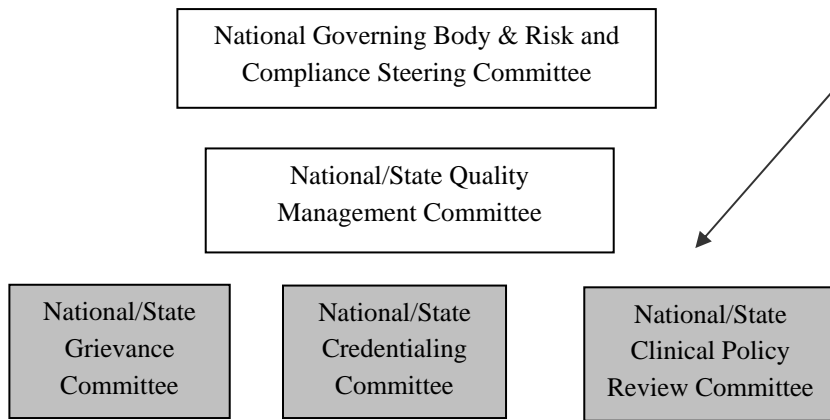 National Governing Body & Risk and
Compliance Steering Committee
National/State Quality
Management Committee
National/State
Grievance
Committee
National/State
Credentialing
Committee
National/State
Clinical Policy
Review Committee